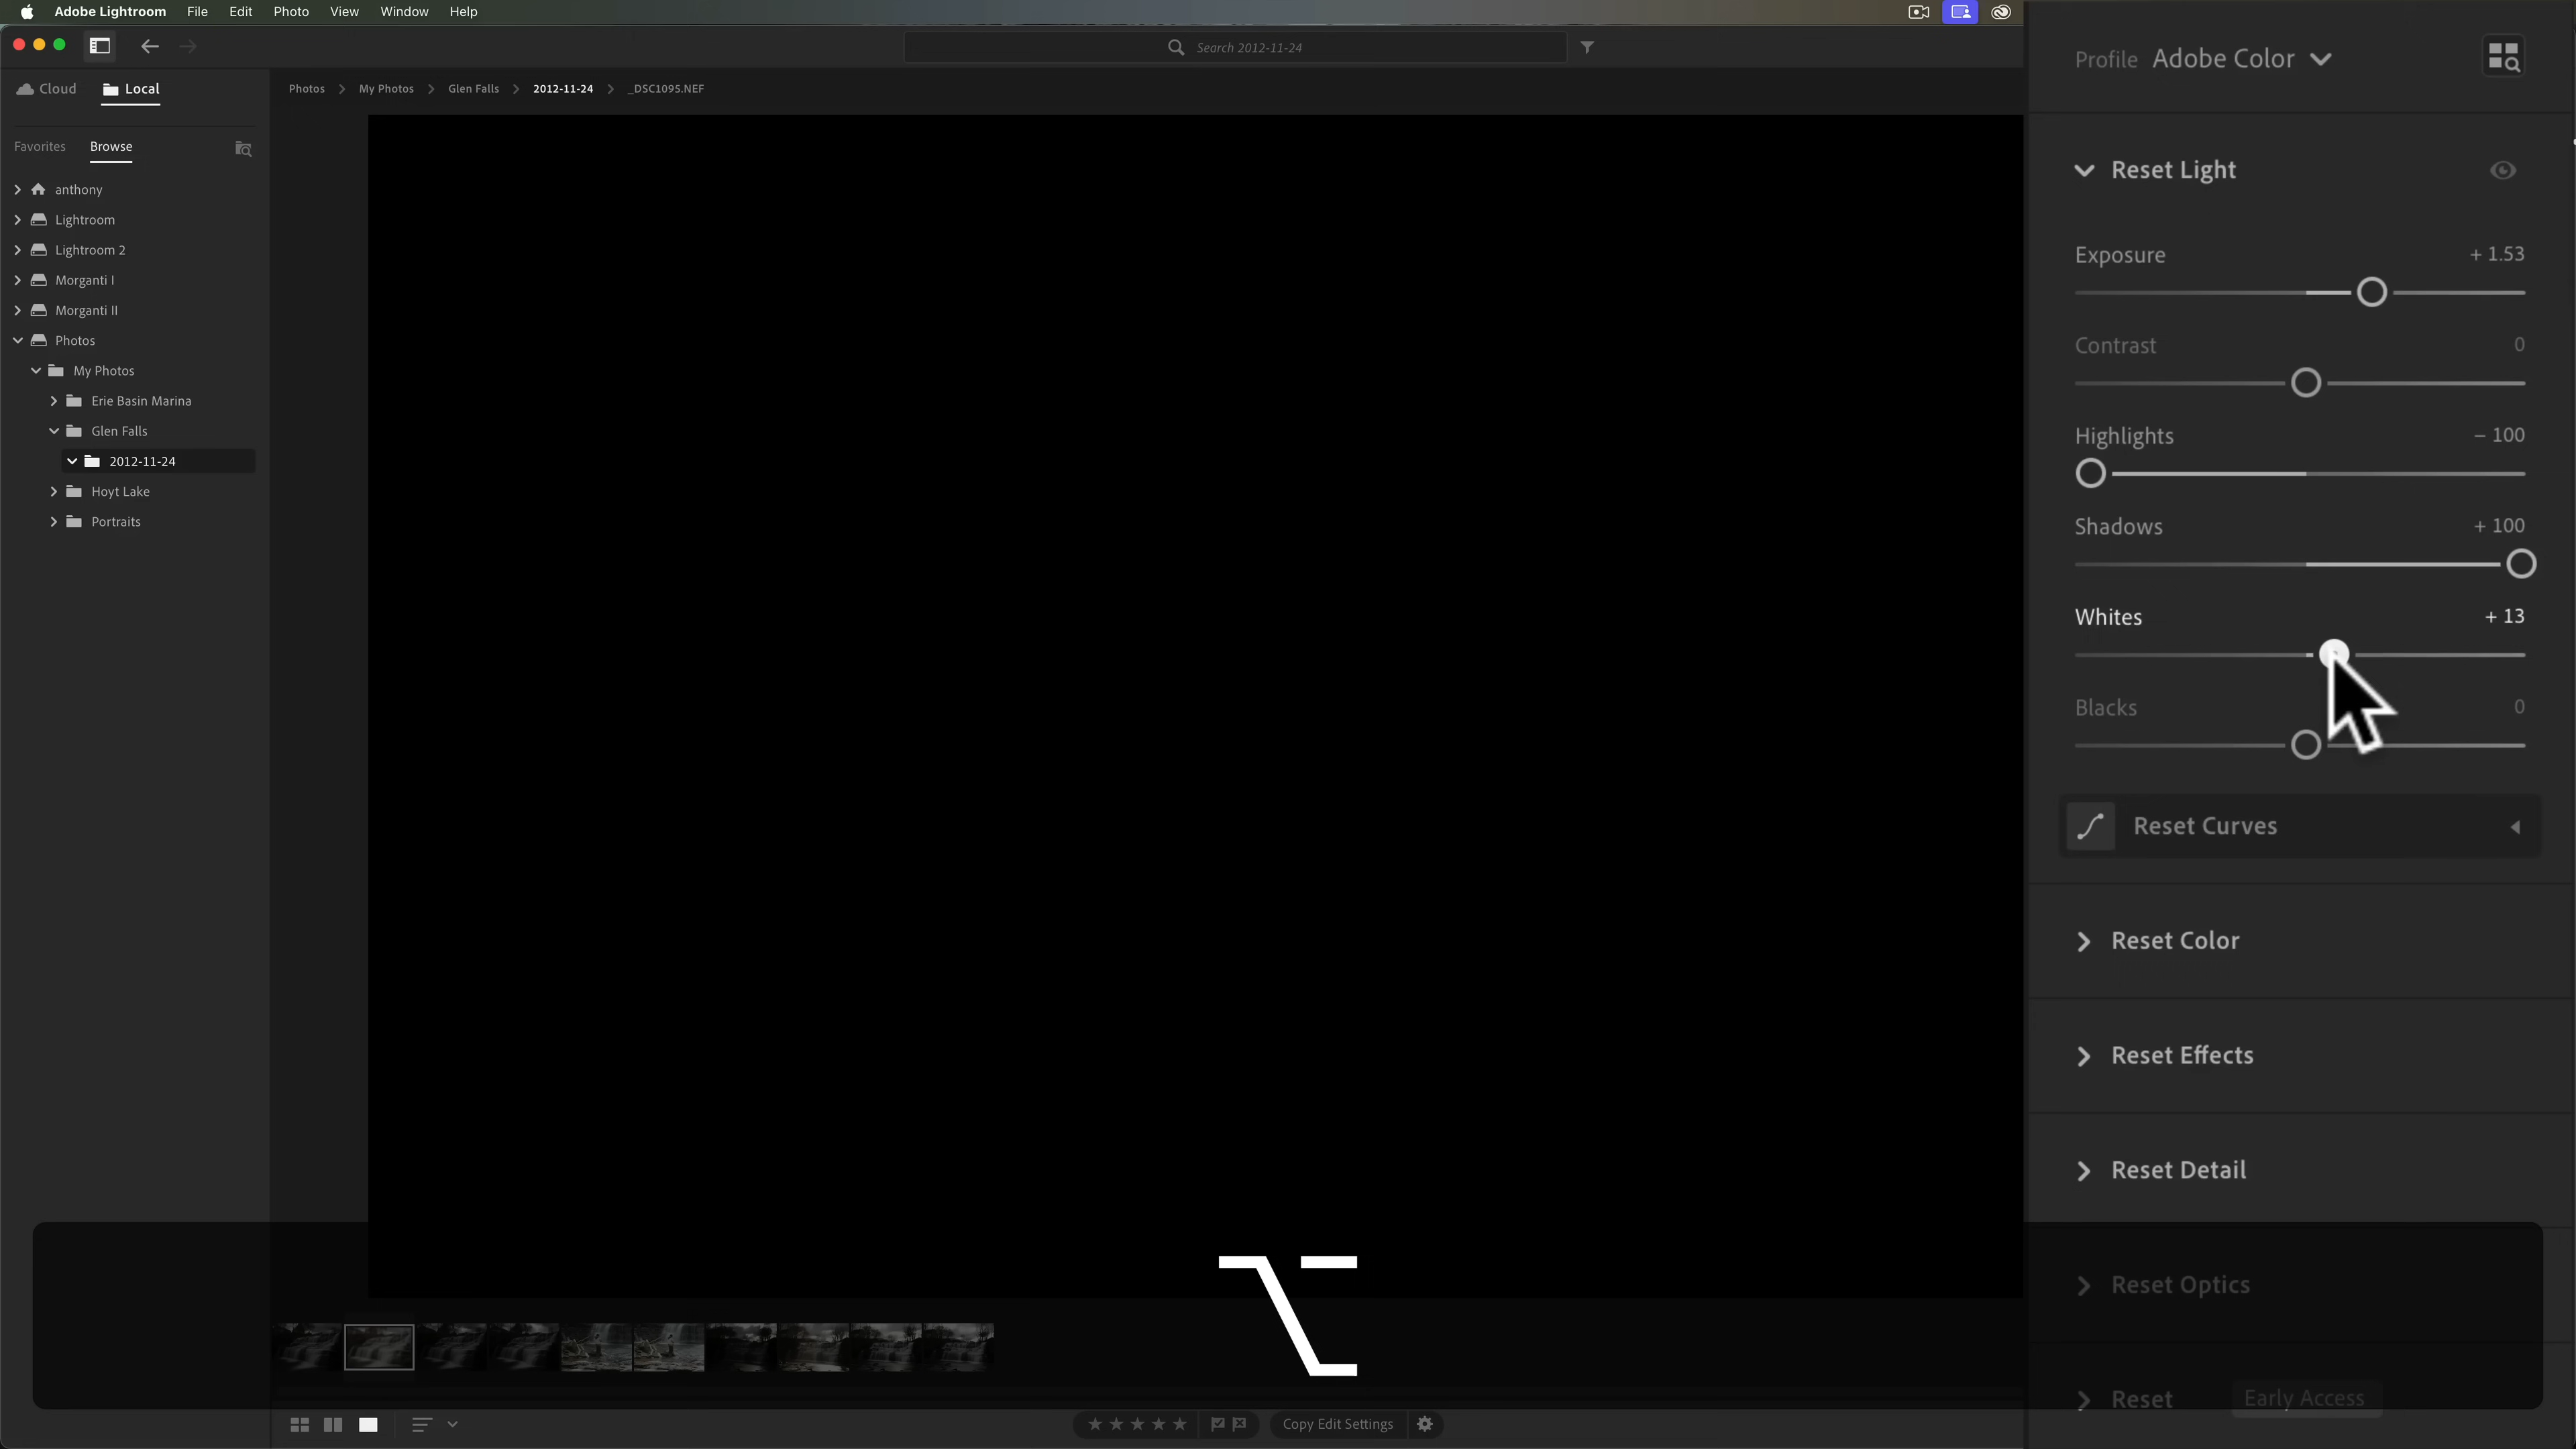 Adobe Lightroom File Edit Photo View Window Help
Search 2012-11-24
Cloud Local
Photos My Photos Glen Falls 2012-11-24 _DSC1095.NEF
Favorites Browse
anthony
Lightroom
Lightroom 2
Morganti I
Morganti II
Photos
My Photos
Erie Basin Marina
Glen Falls
2012-11-24
Hoyt Lake
Portraits
Profile Adobe Color
Reset Light
Exposure + 1.53
Contrast 0
Highlights − 100
Shadows + 100
Whites + 13
Blacks 0
Reset Curves
Reset Color
Reset Effects
Reset Detail
Reset Optics
Reset Early Access
Copy Edit Settings